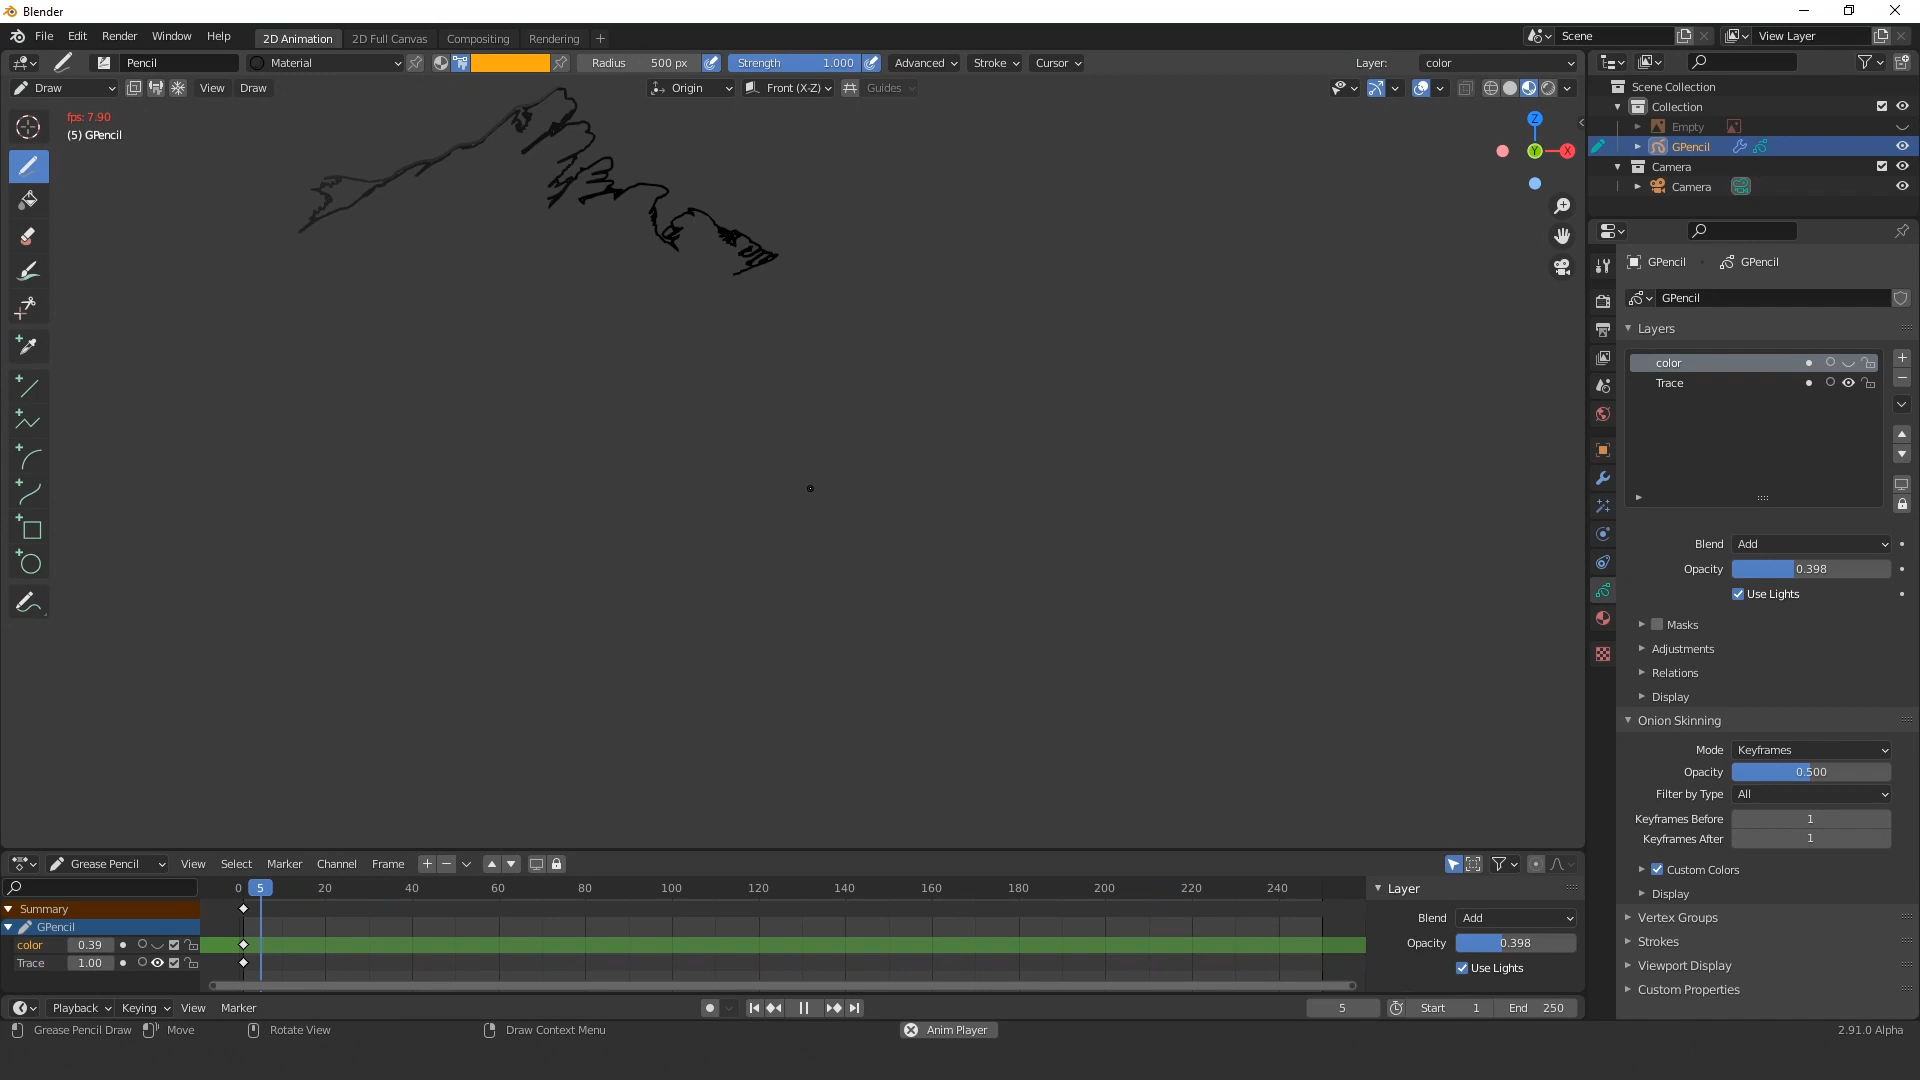 Blender
File Edit Render Window Help 2D Animation 2D Full Canvas Compositing Rendering + Scene View Layer
Pencil Material Radius 500 px Strength 1.000 Advanced Stroke Cursor Layer: color
Draw View Draw Origin Front (X-Z) Guides
fps: 7.90
(5) GPencil
Z
Y
X
Scene Collection
Collection
Empty
GPencil
Camera
Camera
GPencil GPencil
GPencil
Layers
color
Trace
Blend Add
Opacity 0.398
Use Lights
Masks
Adjustments
Relations
Display
Onion Skinning
Mode Keyframes
Opacity 0.500
Filter by Type All
Keyframes Before 1
Keyframes After 1
Custom Colors
Display
Vertex Groups
Strokes
Viewport Display
Custom Properties
Grease Pencil View Select Marker Channel Frame
0 5 20 40 60 80 100 120 140 160 180 200 220 240
Summary
GPencil
color 0.39
Trace 1.00
Layer
Blend Add
Opacity 0.398
Use Lights
Playback Keying View Marker 5 Start 1 End 250
Grease Pencil Draw Move Rotate View Draw Context Menu Anim Player 2.91.0 Alpha